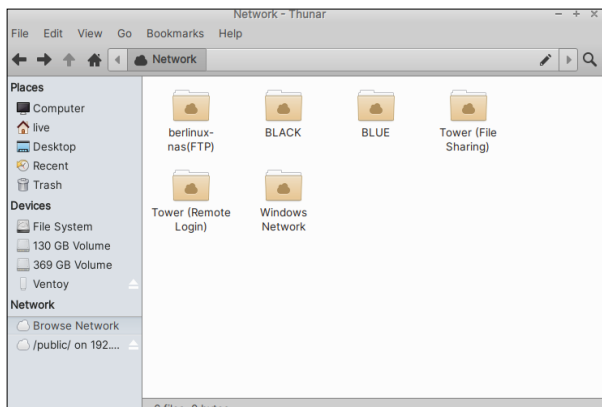 Network - Thunar
File Edit View Go Bookmarks Help
Network
Places
Computer
live
Desktop
Recent
Trash
Devices
File System
130 GB Volume
369 GB Volume
Ventoy
Network
Browse Network
/public/ on 192....
berlinux-
nas(FTP)
BLACK
BLUE
Tower (File
Sharing)
Tower (Remote
Login)
Windows
Network